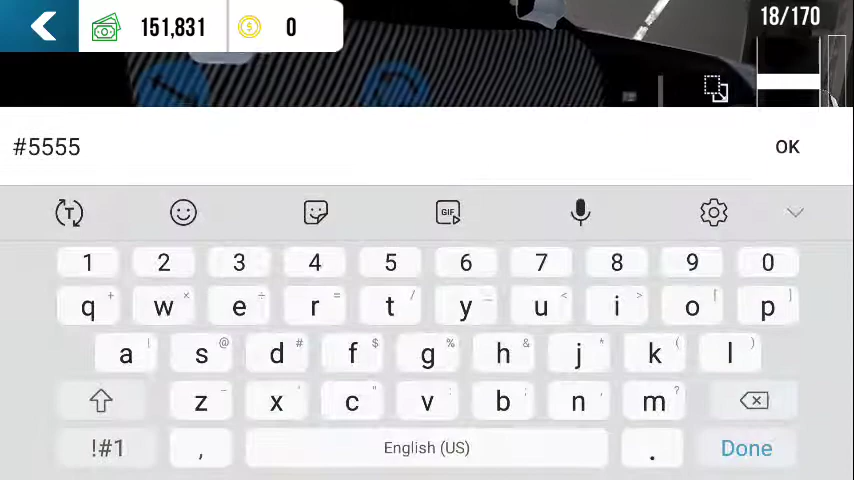 151,831 0 18/170
#5555 OK
T GIF
1 2 3 4 5 6 7 8 9 0
q + w × e ÷ r = t / y _ u < i > o [ p ]
a ! s @ d # f $ g % h & j * k ( l )
z - x ' c " v : b ; n , m ?
!#1 , English (US) . Done